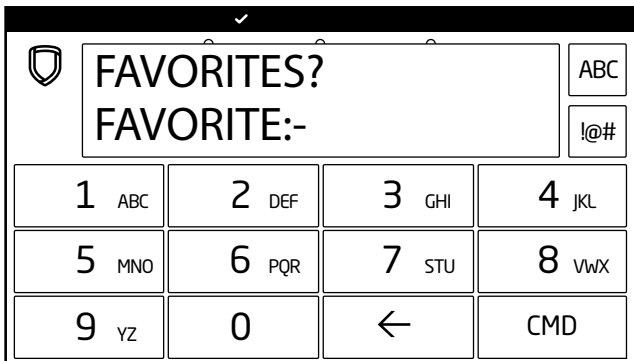 FAVORITES?
FAVORITE:-
ABC
!@#
1 ABC
2 DEF
3 GHI
4 JKL
5 MNO
6 PQR
7 STU
8 VWX
9 YZ
0
←
CMD